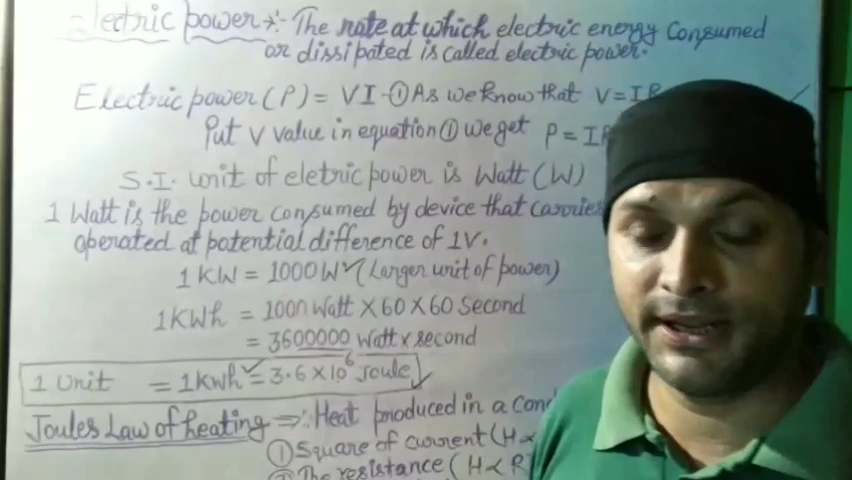 Electric power :- The rate at which electric energy consumed
or dissipated is called electric power.
Electric power (P) = VI -① As we know that V = IR
Put V value in equation ① we get P = IR
S.I. unit of eletric power is Watt (W)
1 Watt is the power consumed by device that carries
operated at potential difference of 1V.
1 KW = 1000 W ✓ (Larger unit of power)
1 KWh = 1000 Watt X 60 X 60 Second
= 3600000 Watt x second
1 Unit = 1 kwh = 3.6 x 10⁶ Joule
Joules Law of heating ⇒ :- Heat produced in a
① Square of current (H ∝
② The resistance (H ∝ R)